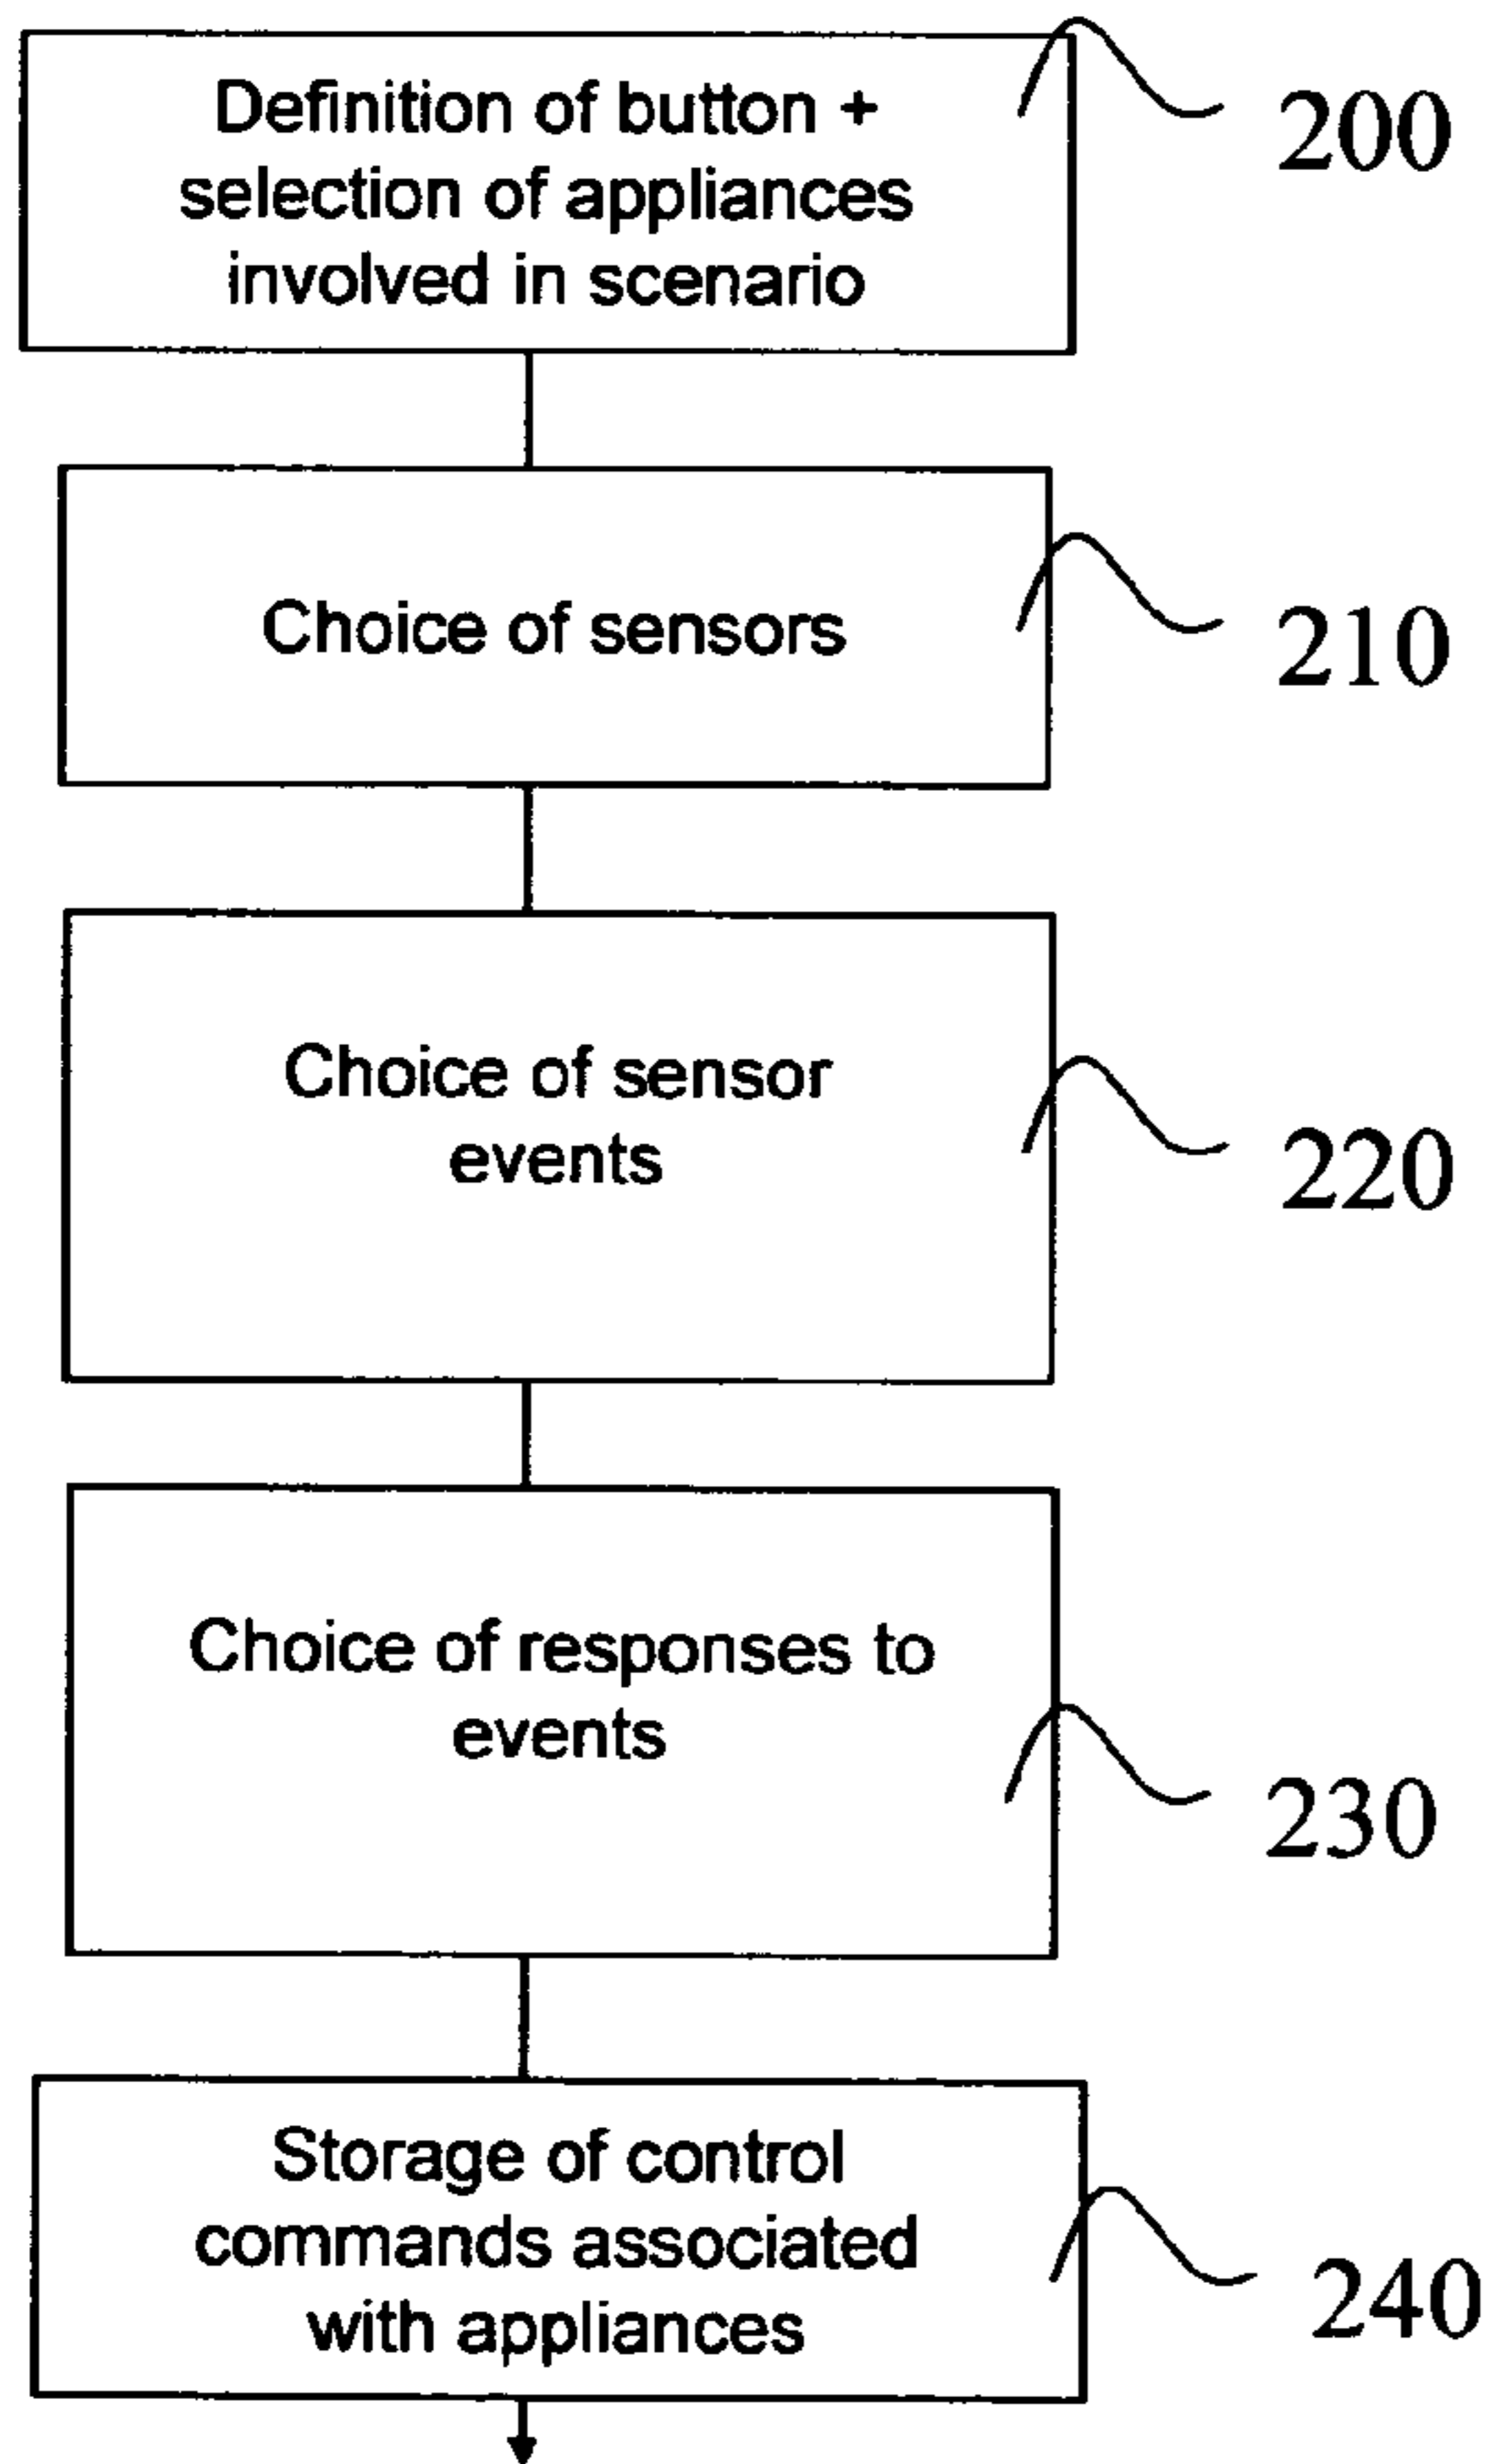 Definition of button +
selection of appliances
involved in scenario
200
Choice of sensors
210
Choice of sensor
events
220
Choice of responses to
events
230
Storage of control
commands associated
with appliances
240